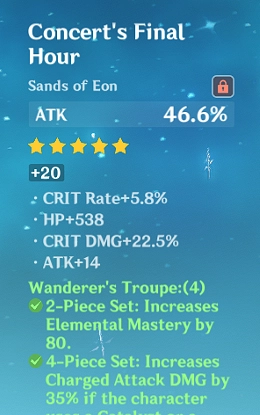 Concert's Final
Hour
Sands of Eon
ATK 46.6%
+20
· CRIT Rate+5.8%
· HP+538
· CRIT DMG+22.5%
· ATK+14
Wanderer's Troupe:(4)
2-Piece Set: Increases
Elemental Mastery by
80.
4-Piece Set: Increases
Charged Attack DMG by
35% if the character